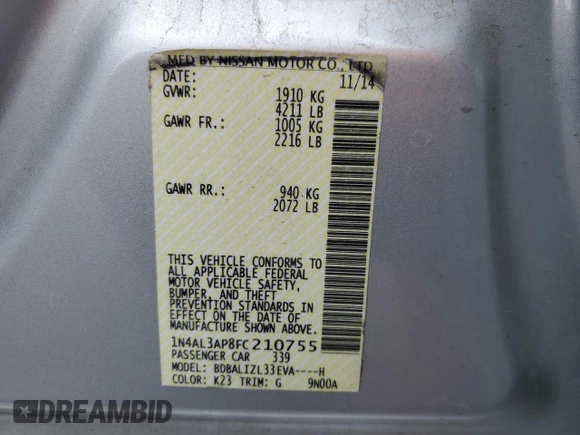 MFD BY NISSAN MOTOR CO., LTD
DATE: 11/14
GVWR: 1910 KG
4211 LB
GAWR FR.: 1005 KG
2216 LB
GAWR RR.: 940 KG
2072 LB
THIS VEHICLE CONFORMS TO
ALL APPLICABLE FEDERAL
MOTOR VEHICLE SAFETY,
BUMPER, AND THEFT
PREVENTION STANDARDS IN
EFFECT ON THE DATE OF
MANUFACTURE SHOWN ABOVE.
1N4AL3AP8FC210755
PASSENGER CAR 339
MODEL: BDBALIZL33EVA----H
COLOR: K23 TRIM: G 9N00A
DREAMBID